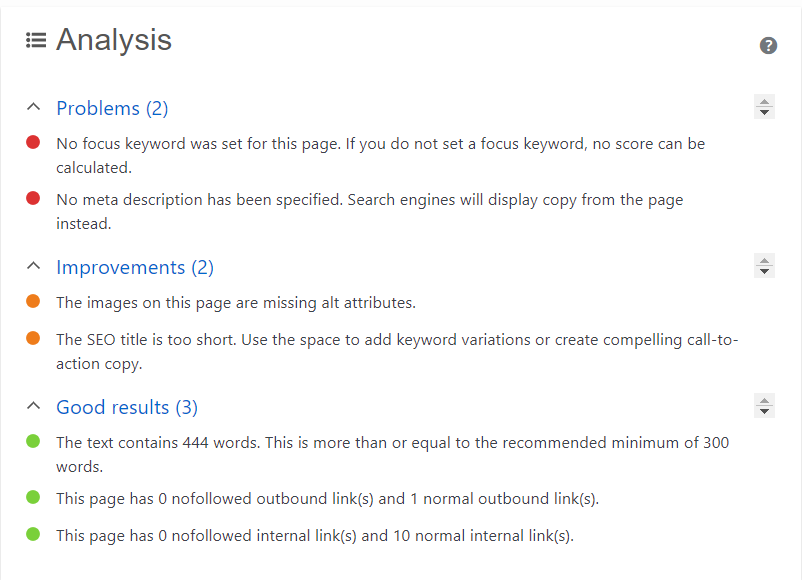 Analysis
?
Problems (2)
No focus keyword was set for this page. If you do not set a focus keyword, no score can be
calculated.
No meta description has been specified. Search engines will display copy from the page
instead.
Improvements (2)
The images on this page are missing alt attributes.
The SEO title is too short. Use the space to add keyword variations or create compelling call-to-
action copy.
Good results (3)
The text contains 444 words. This is more than or equal to the recommended minimum of 300
words.
This page has 0 nofollowed outbound link(s) and 1 normal outbound link(s).
This page has 0 nofollowed internal link(s) and 10 normal internal link(s).